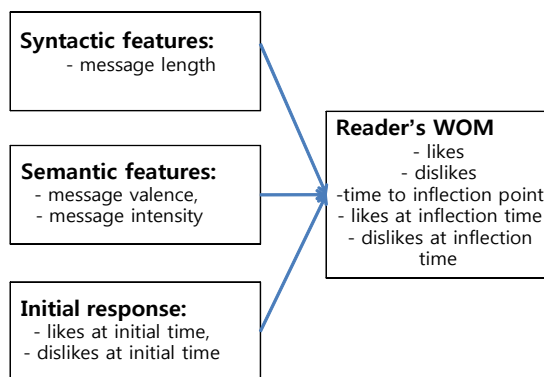 Syntactic features:
- message length
Semantic features:
- message valence,
- message intensity
Initial response:
- likes at initial time,
- dislikes at initial time
Reader's WOM
- likes
- dislikes
-time to inflection point
- likes at inflection time
- dislikes at inflection
time